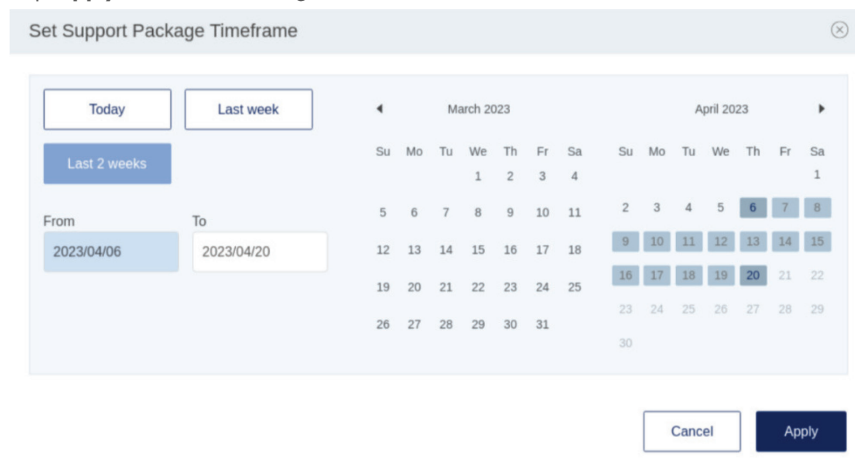 Set Support Package Timeframe
Today Last week
Last 2 weeks
From To
2023/04/06 2023/04/20
March 2023
Su Mo Tu We Th Fr Sa
1 2 3 4
5 6 7 8 9 10 11
12 13 14 15 16 17 18
19 20 21 22 23 24 25
26 27 28 29 30 31
April 2023
Su Mo Tu We Th Fr Sa
1
2 3 4 5 6 7 8
9 10 11 12 13 14 15
16 17 18 19 20 21 22
23 24 25 26 27 28 29
30
Cancel Apply